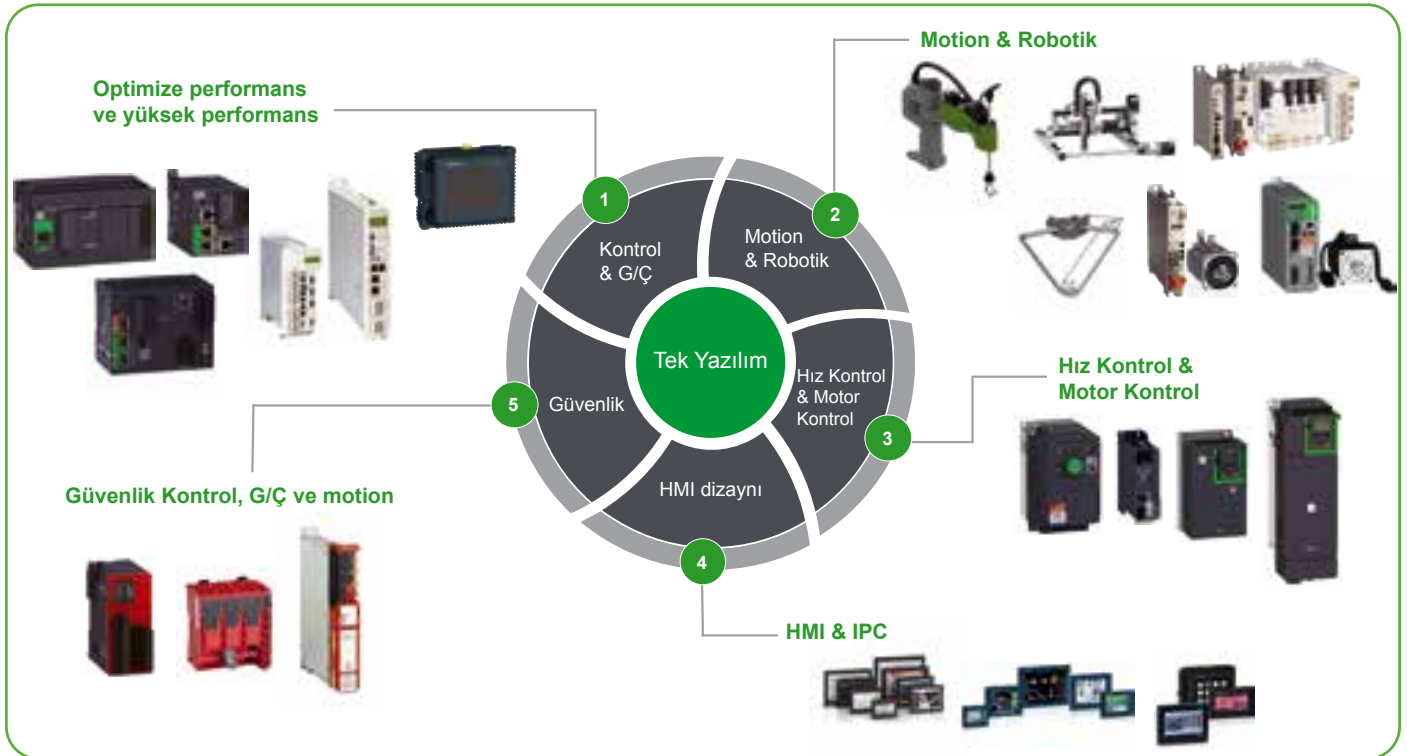 Motion & Robotik
Optimize performans
ve yüksek performans
1
2
Kontrol
& G/Ç
Motion
& Robotik
Tek Yazılım
Hız Kontrol
& Motor
Kontrol
Hız Kontrol &
Motor Kontrol
5
Güvenlik
3
HMI dizaynı
Güvenlik Kontrol, G/Ç ve motion
4
HMI & IPC